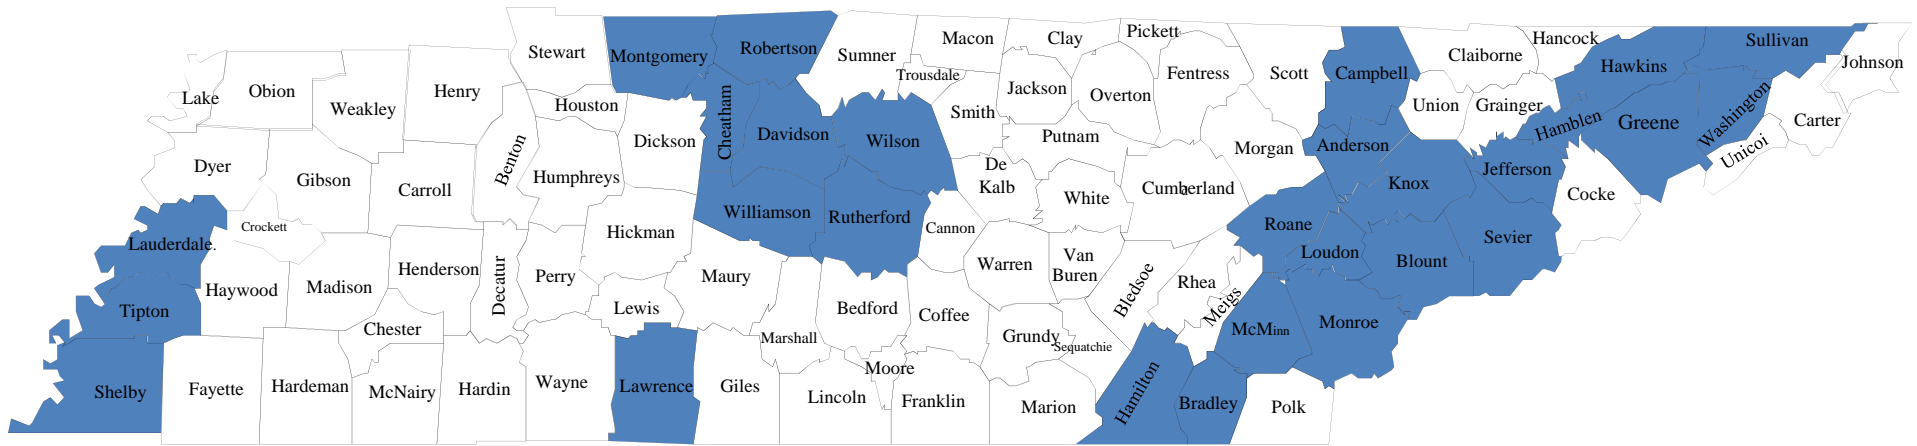 Pickett
Stewart
Montgomery
Robertson
Sumner
Macon
Clay
Fentress
Scott
Campbell
Claiborne
Hancock
Hawkins
Sullivan
Johnson
Lake
Obion
Weakley
Henry
Houston
Trousdale
Smith
Jackson
Overton
Union
Grainger
Hamblen
Greene
Washington
Carter
Unicoi
Dyer
Gibson
Carroll
Benton
Humphreys
Dickson
Cheatham
Davidson
Wilson
De
Kalb
Putnam
White
Cumberland
Morgan
Anderson
Knox
Jefferson
Cocke
Lauderdale.
Crockett
Hickman
Williamson
Rutherford
Cannon
Roane
Loudon
Blount
Sevier
Tipton
Haywood
Madison
Henderson
Decatur
Perry
Lewis
Maury
Bedford
Coffee
Warren
Van
Buren
Bledsoe
Rhea
Meigs
McMinn
Monroe
Chester
Marshall
Moore
Grundy
Sequatchie
Shelby
Fayette
Hardeman
McNairy
Hardin
Wayne
Lawrence
Giles
Lincoln
Franklin
Marion
Hamilton
Bradley
Polk